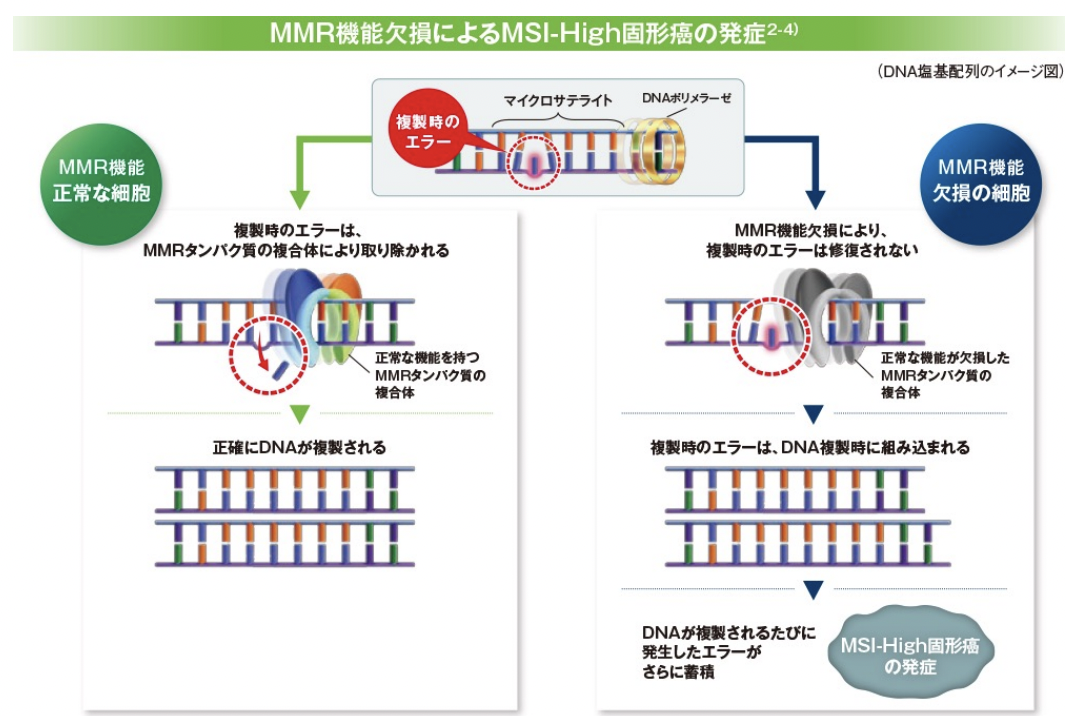 MMR機能欠損によるMSI-High固形癌の発症2-4)
(DNA塩基配列のイメージ図)
マイクロサテライト
DNAポリメラーゼ
複製時の
エラー
MMR機能
正常な細胞
MMR機能
欠損の細胞
複製時のエラーは、
MMRタンパク質の複合体により取り除かれる
正常な機能を持つ
MMRタンパク質の
複合体
正確にDNAが複製される
MMR機能欠損により、
複製時のエラーは修復されない
正常な機能が欠損した
MMRタンパク質の
複合体
複製時のエラーは、DNA複製時に組み込まれる
DNAが複製されるたびに
発生したエラーが
さらに蓄積
MSI-High固形癌
の発症